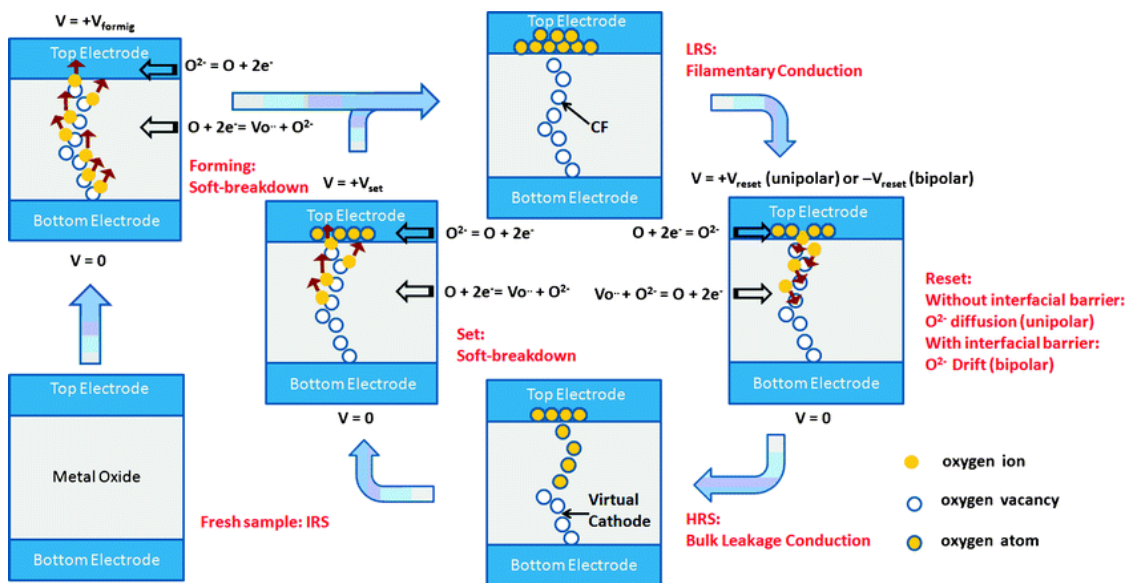 V = +Vformig
Top Electrode
O²⁻ = O + 2e⁻
O + 2e⁻= Vo·· + O²⁻
Forming:
Soft-breakdown
Bottom Electrode
V = 0
Top Electrode
CF
Bottom Electrode
LRS:
Filamentary Conduction
V = +Vset
Top Electrode
O²⁻ = O + 2e⁻
O + 2e⁻= Vo·· + O²⁻
Set:
Soft-breakdown
Bottom Electrode
V = 0
V = +Vreset (unipolar) or –Vreset (bipolar)
Top Electrode
O + 2e⁻ = O²⁻
Vo·· + O²⁻ = O + 2e⁻
Bottom Electrode
V = 0
Reset:
Without interfacial barrier:
O²⁻ diffusion (unipolar)
With interfacial barrier:
O²⁻ Drift (bipolar)
Top Electrode
Metal Oxide
Bottom Electrode
Fresh sample: IRS
Top Electrode
Virtual
Cathode
Bottom Electrode
HRS:
Bulk Leakage Conduction
oxygen ion
oxygen vacancy
oxygen atom